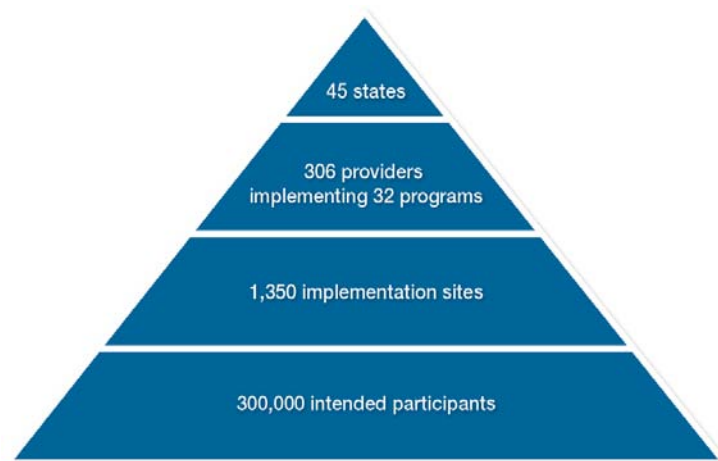 45 states
306 providers
implementing 32 programs
1,350 implementation sites
300,000 intended participants